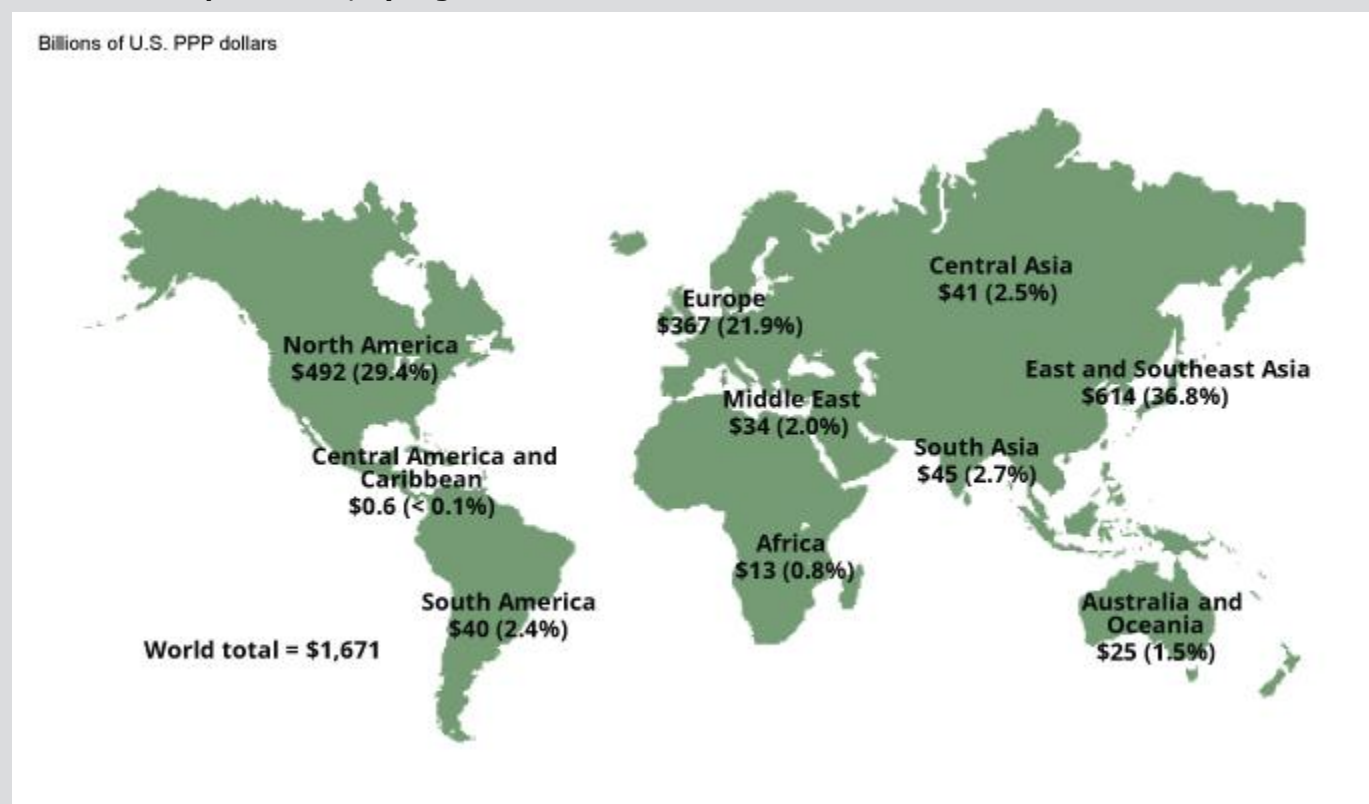 Billions of U.S. PPP dollars
Central Asia
$41 (2.5%)
Europe
$367 (21.9%)
North America
$492 (29.4%)
East and Southeast Asia
$614 (36.8%)
Middle East
$34 (2.0%)
South Asia
$45 (2.7%)
Central America and
Caribbean
$0.6 (< 0.1%)
Africa
$13 (0.8%)
South America
$40 (2.4%)
Australia and
Oceania
$25 (1.5%)
World total = $1,671